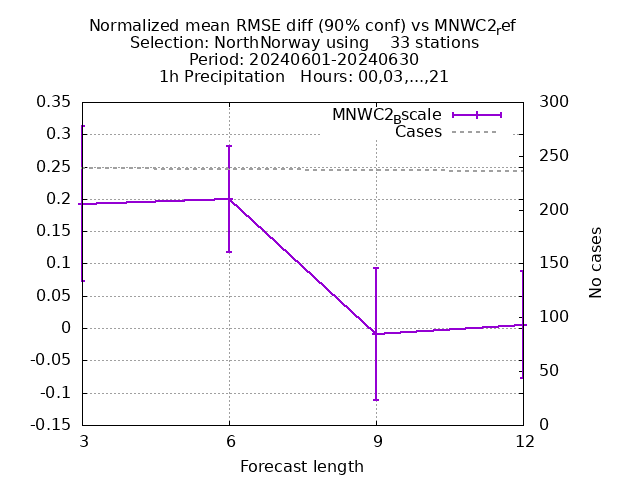 Normalized mean RMSE diff (90% conf) vs MNWC2_ref
Selection: NorthNorway using    33 stations
Period: 20240601-20240630
1h Precipitation   Hours: 00,03,...,21
MNWC2_Bscale
Cases
0.35
0.3
0.25
0.2
0.15
0.1
0.05
0
-0.05
-0.1
-0.15
300
250
200
150
100
50
0
No cases
3
6
9
12
Forecast length